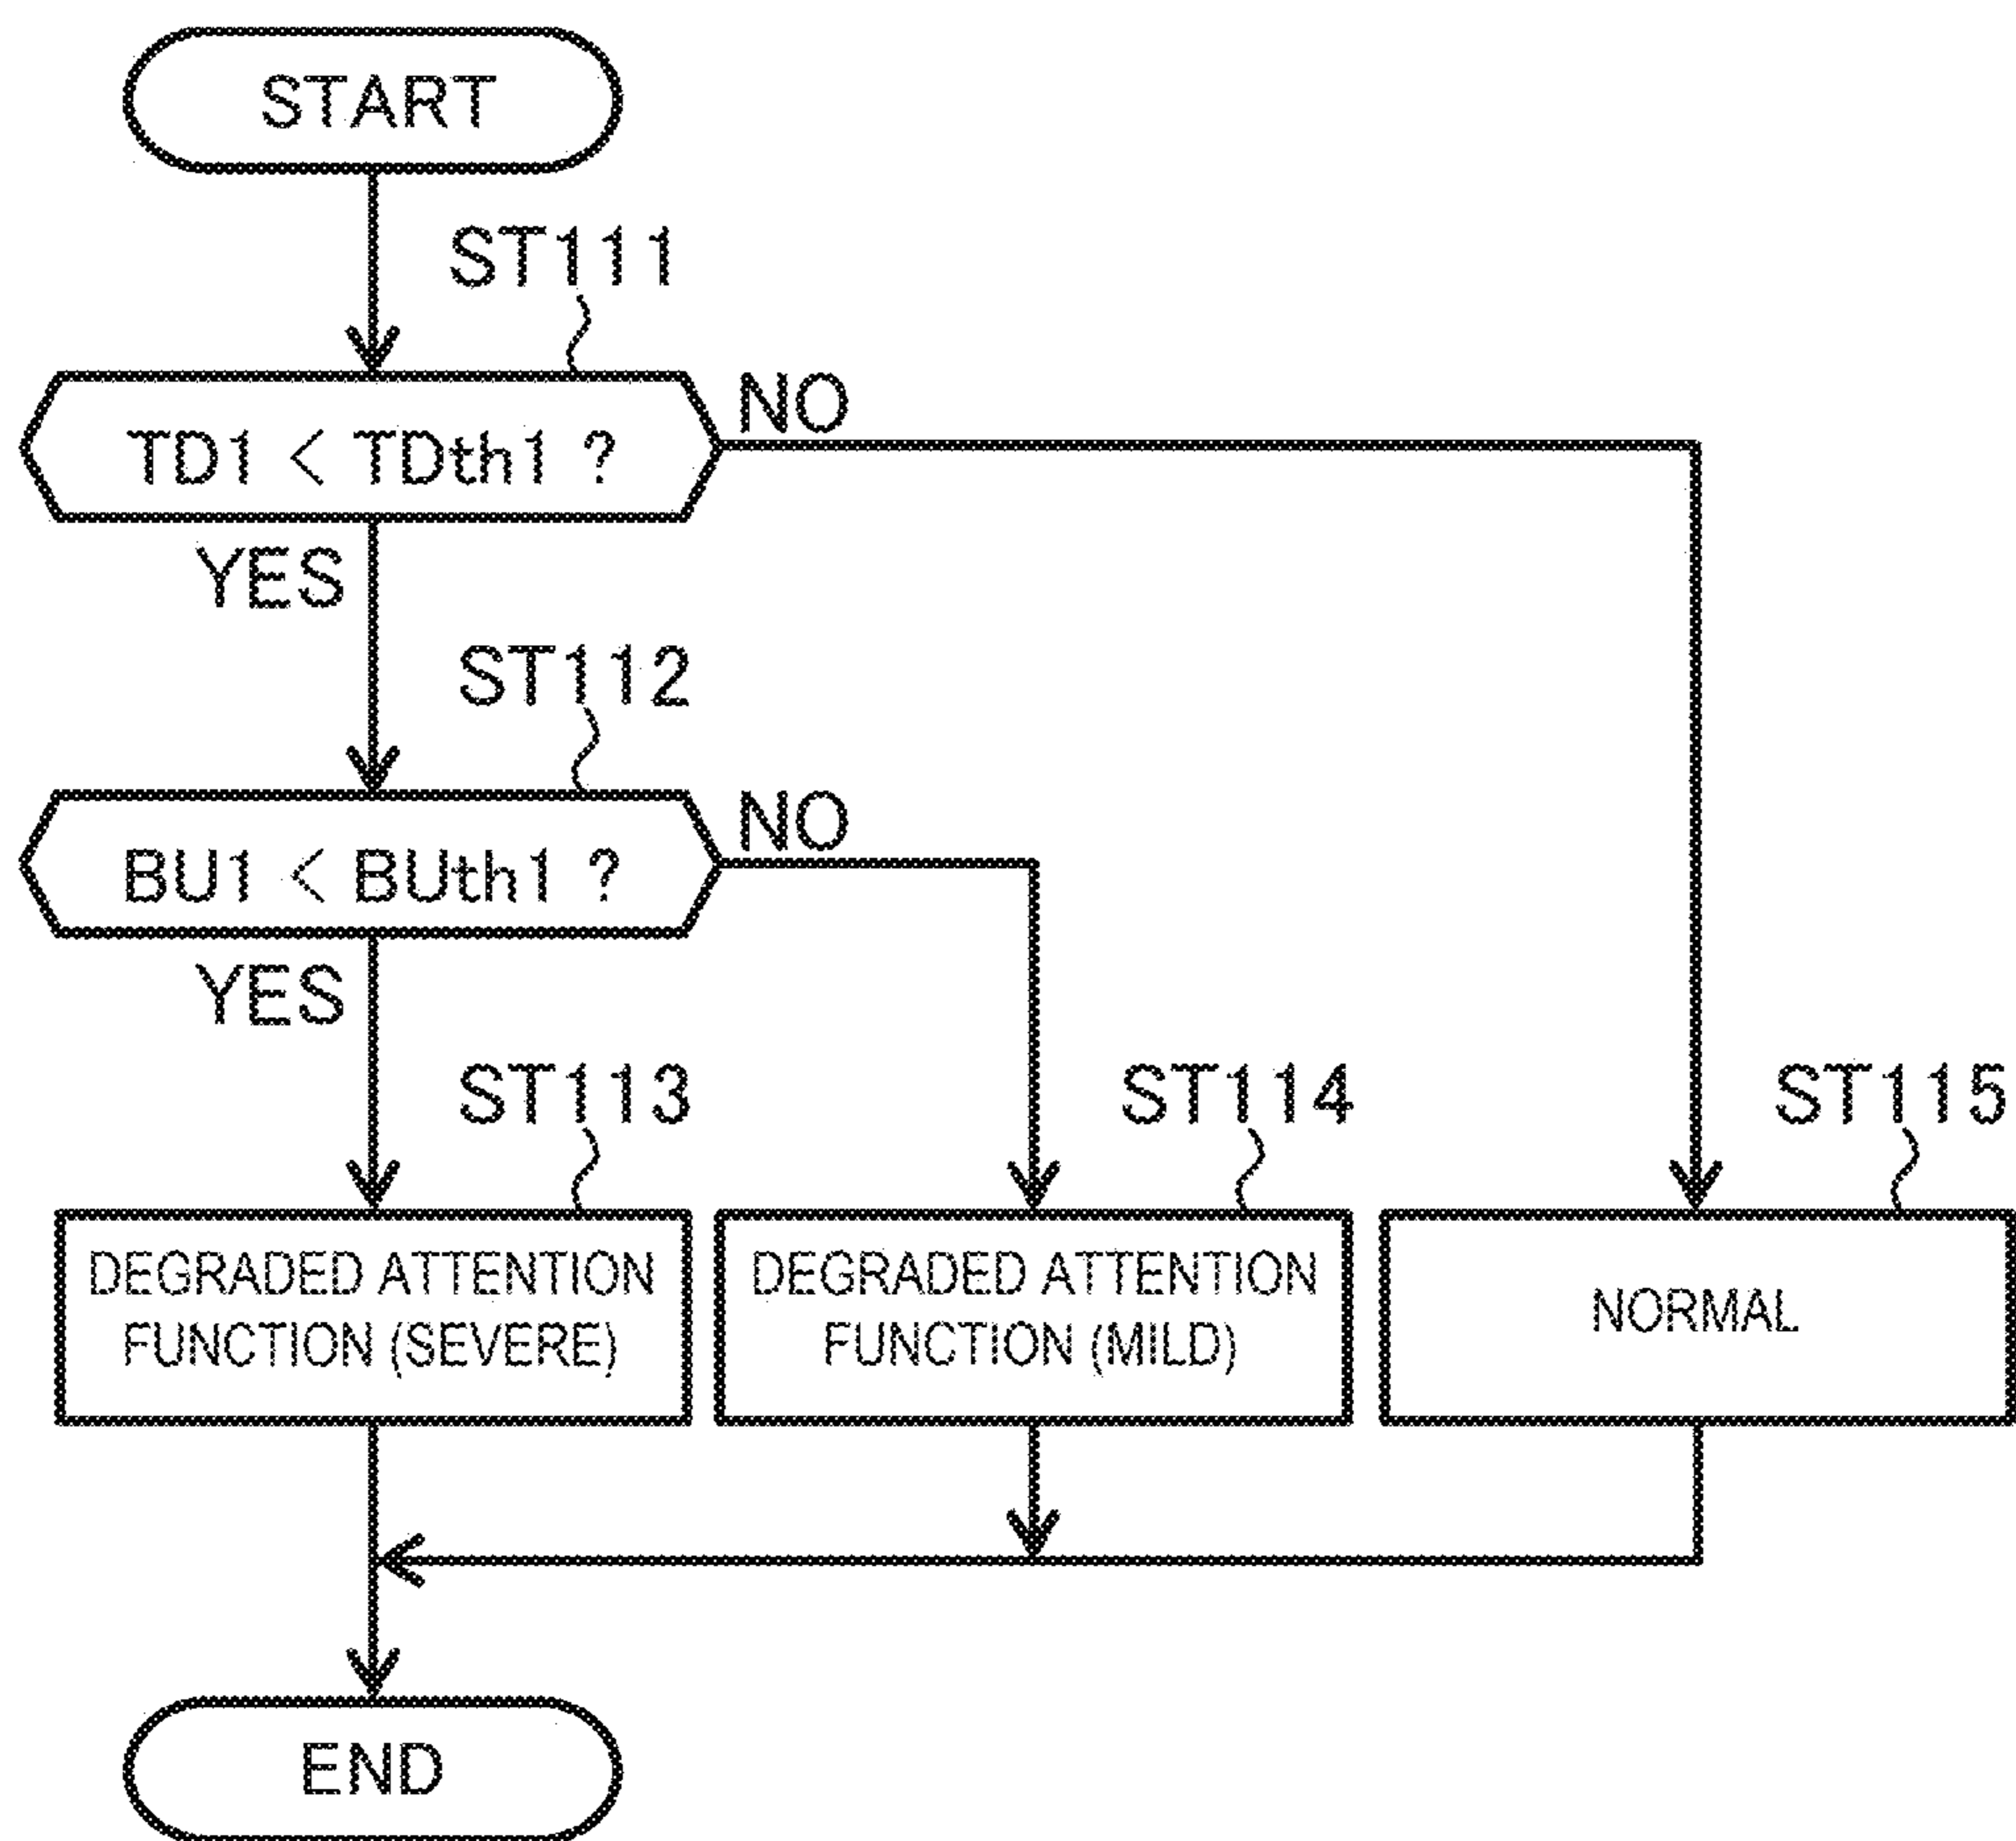 START
ST111
TD1 < TDth1 ?
NO
YES
ST112
BU1 < BUth1 ?
NO
YES
ST113
ST114
ST115
DEGRADED ATTENTION
FUNCTION (SEVERE)
DEGRADED ATTENTION
FUNCTION (MILD)
NORMAL
END